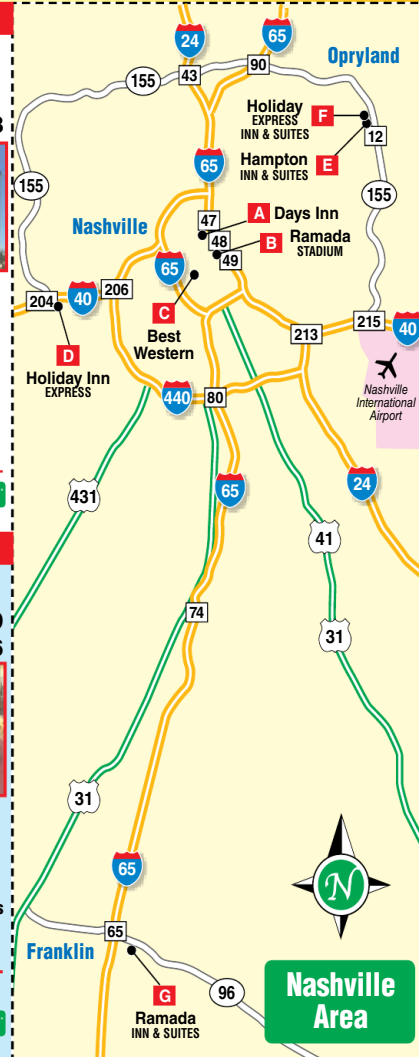 24
65
Opryland
43
90
155
Holiday
EXPRESS
INN & SUITES
F
12
Hampton
INN & SUITES
E
65
155
155
47
A Days Inn
Nashville
48
B Ramada
STADIUM
49
65
C
Best
Western
204
40
206
213
215
40
D
Holiday Inn
EXPRESS
Nashville
International
Airport
440
80
431
65
24
41
74
31
31
65
65
Franklin
G
Ramada
INN & SUITES
96
N
Nashville
Area